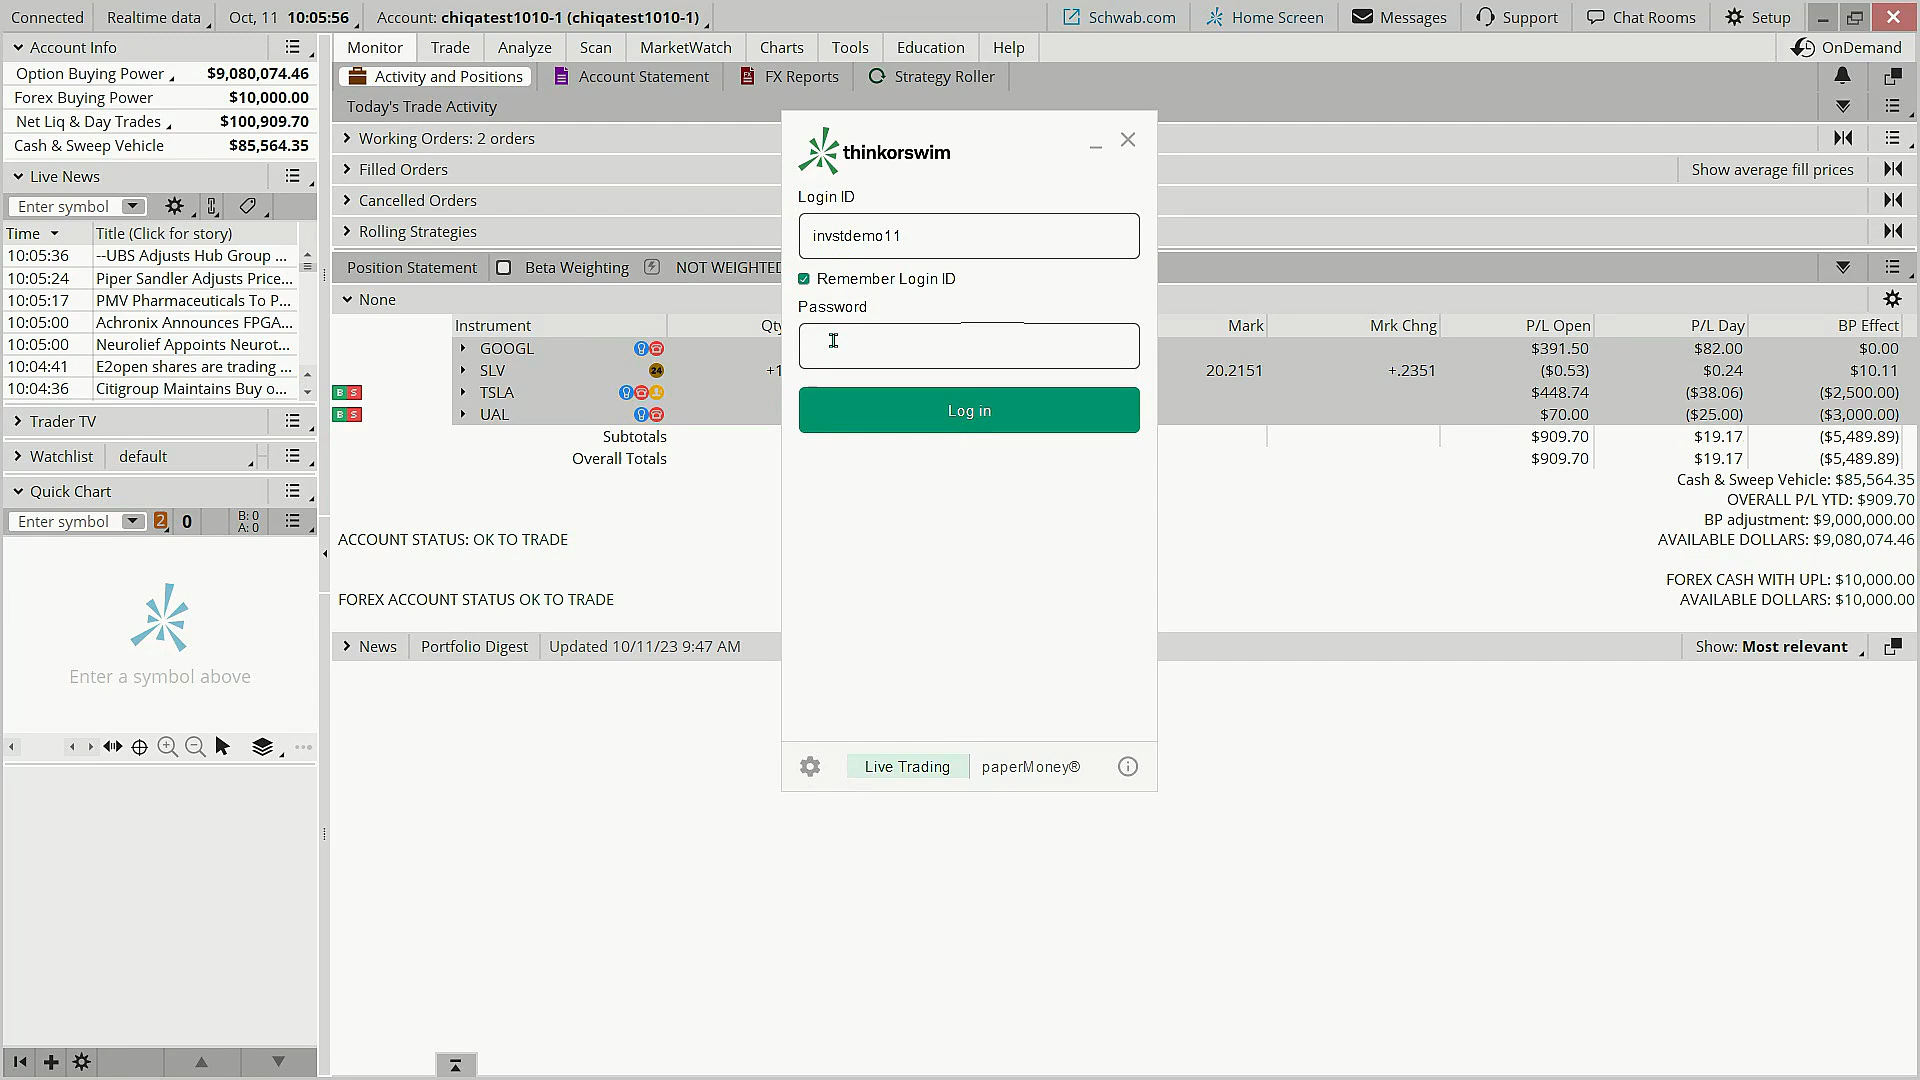 Connected Realtime data Oct, 11 10:05:56 Account: chiqatest1010-1 (chiqatest1010-1) Schwab.com Home Screen Messages Support Chat Rooms Setup
Account Info
Option Buying Power $9,080,074.46
Forex Buying Power $10,000.00
Net Liq & Day Trades $100,909.70
Cash & Sweep Vehicle $85,564.35
Live News
Enter symbol
Time Title (Click for story)
10:05:36 --UBS Adjusts Hub Group ...
10:05:24 Piper Sandler Adjusts Price...
10:05:17 PMV Pharmaceuticals To P...
10:05:00 Achronix Announces FPGA...
10:05:00 Neurolief Appoints Neurot...
10:04:41 E2open shares are trading ...
10:04:36 Citigroup Maintains Buy o...
Trader TV
Watchlist default
Quick Chart
Enter symbol 2 0 B: 0
A: 0
Enter a symbol above
Monitor Trade Analyze Scan MarketWatch Charts Tools Education Help OnDemand
Activity and Positions Account Statement FX Reports Strategy Roller
Today's Trade Activity
Working Orders: 2 orders
Filled Orders Show average fill prices
Cancelled Orders
Rolling Strategies
Position Statement Beta Weighting NOT WEIGHTED
None
Instrument Qty Mark Mrk Chng P/L Open P/L Day BP Effect
GOOGL $391.50 $82.00 $0.00
SLV 24 +1 20.2151 +.2351 ($0.53) $0.24 $10.11
B S TSLA $448.74 ($38.06) ($2,500.00)
B S UAL $70.00 ($25.00) ($3,000.00)
Subtotals $909.70 $19.17 ($5,489.89)
Overall Totals $909.70 $19.17 ($5,489.89)
Cash & Sweep Vehicle: $85,564.35
OVERALL P/L YTD: $909.70
BP adjustment: $9,000,000.00
ACCOUNT STATUS: OK TO TRADE AVAILABLE DOLLARS: $9,080,074.46
FOREX CASH WITH UPL: $10,000.00
FOREX ACCOUNT STATUS OK TO TRADE AVAILABLE DOLLARS: $10,000.00
News Portfolio Digest Updated 10/11/23 9:47 AM Show: Most relevant
thinkorswim
Login ID
invstdemo11
Remember Login ID
Password
Log in
Live Trading paperMoney®